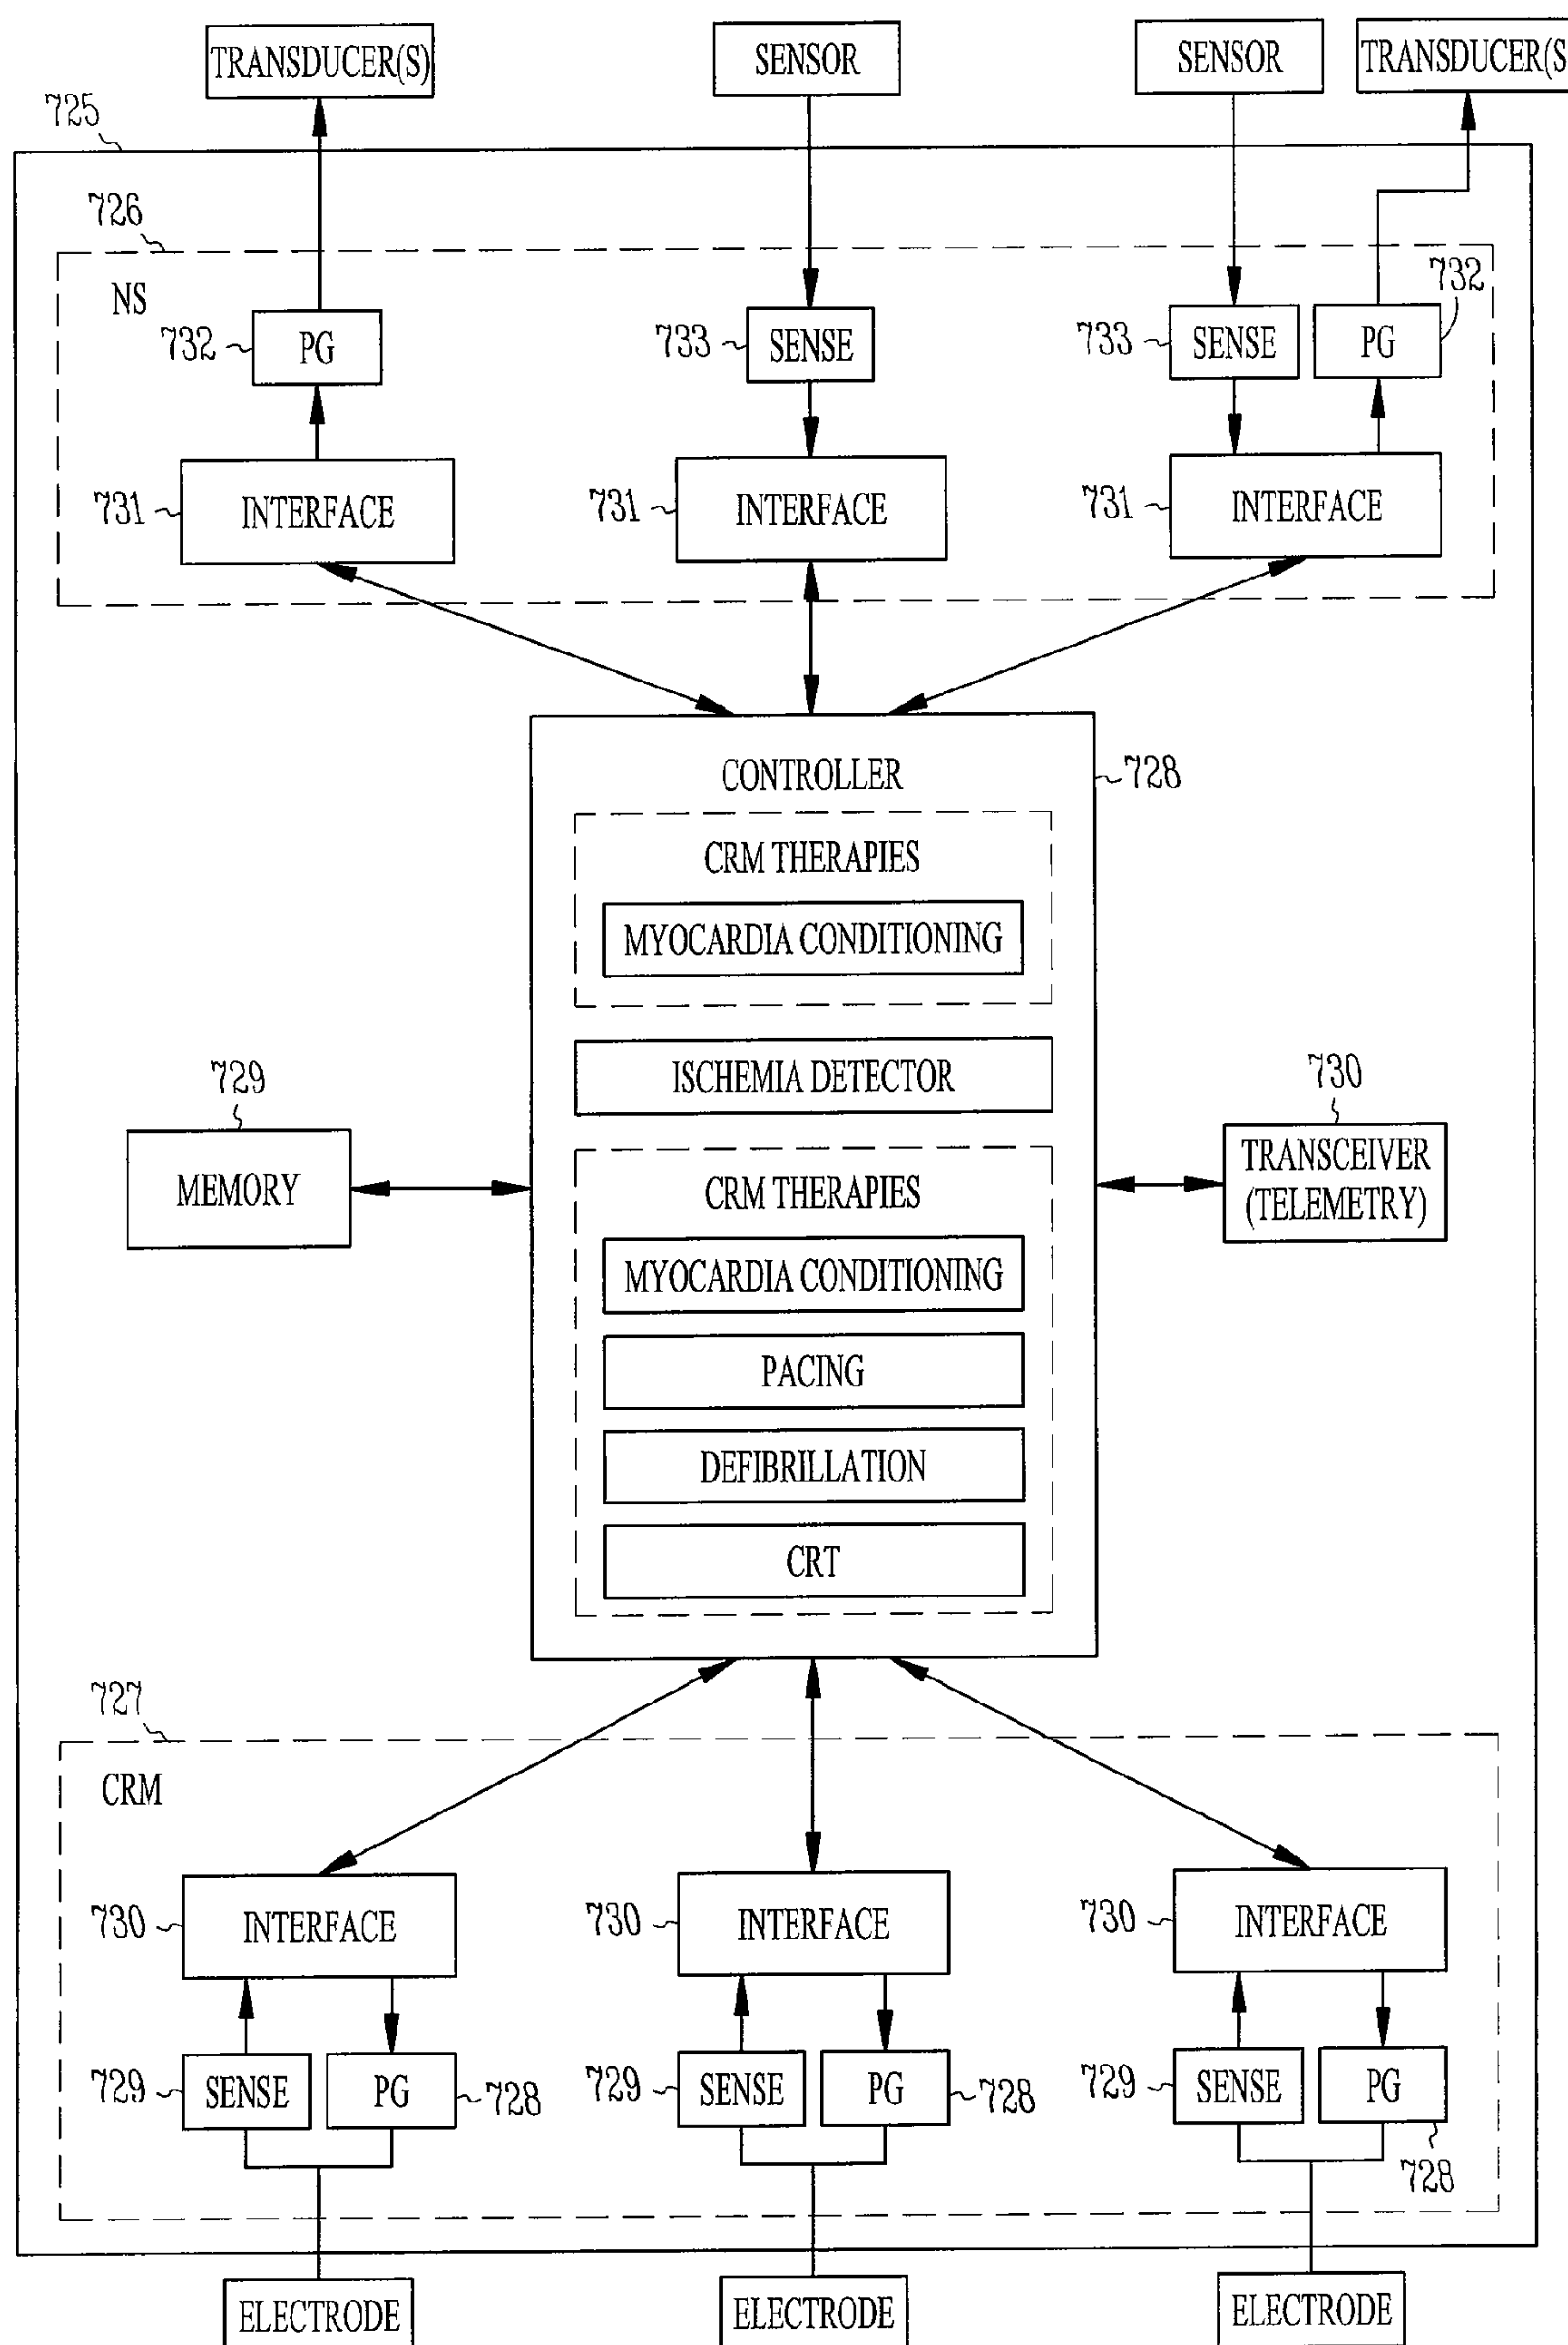 TRANSDUCER(S)
SENSOR
SENSOR
TRANSDUCER(S
725
726
NS
732
PG
733
SENSE
733
SENSE
PG
732
731
INTERFACE
731
INTERFACE
731
INTERFACE
CONTROLLER
728
CRM THERAPIES
MYOCARDIA CONDITIONING
ISCHEMIA DETECTOR
729
MEMORY
730
TRANSCEIVER
(TELEMETRY)
CRM THERAPIES
MYOCARDIA CONDITIONING
PACING
DEFIBRILLATION
CRT
727
CRM
730
INTERFACE
730
INTERFACE
730
INTERFACE
729
SENSE
PG
728
729
SENSE
PG
728
729
SENSE
PG
728
ELECTRODE
ELECTRODE
ELECTRODE